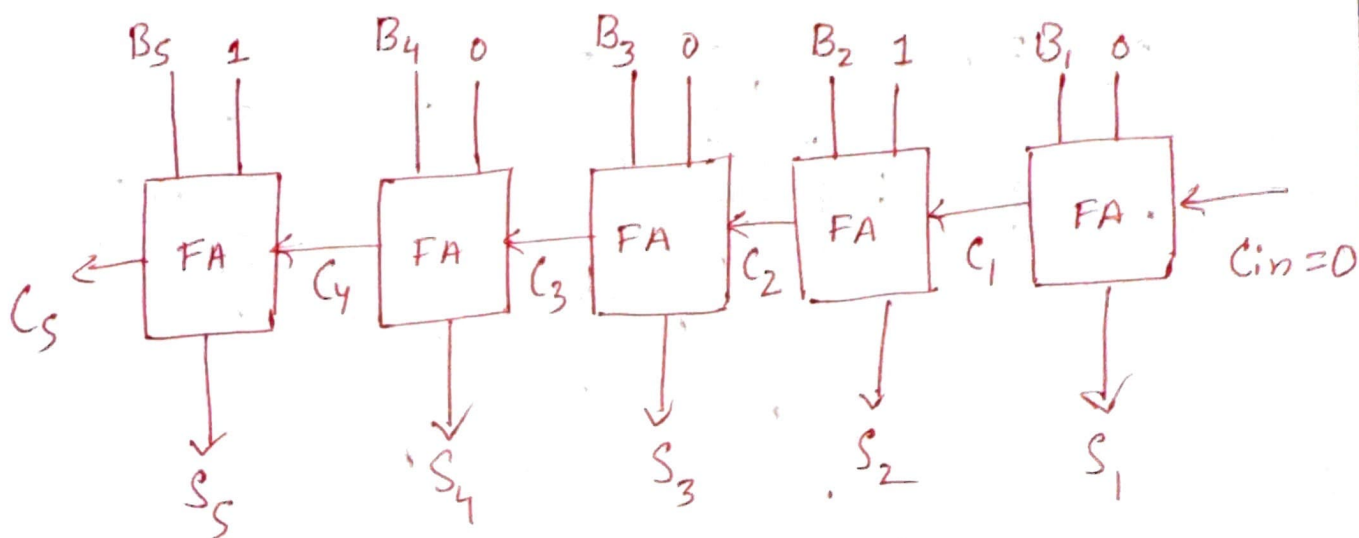 B5 1 B4 0 B3 0 B2 1 B1 0
FA FA FA FA FA
C5 C4 C3 C2 C1 Cin=0
S5 S4 S3 S2 S1